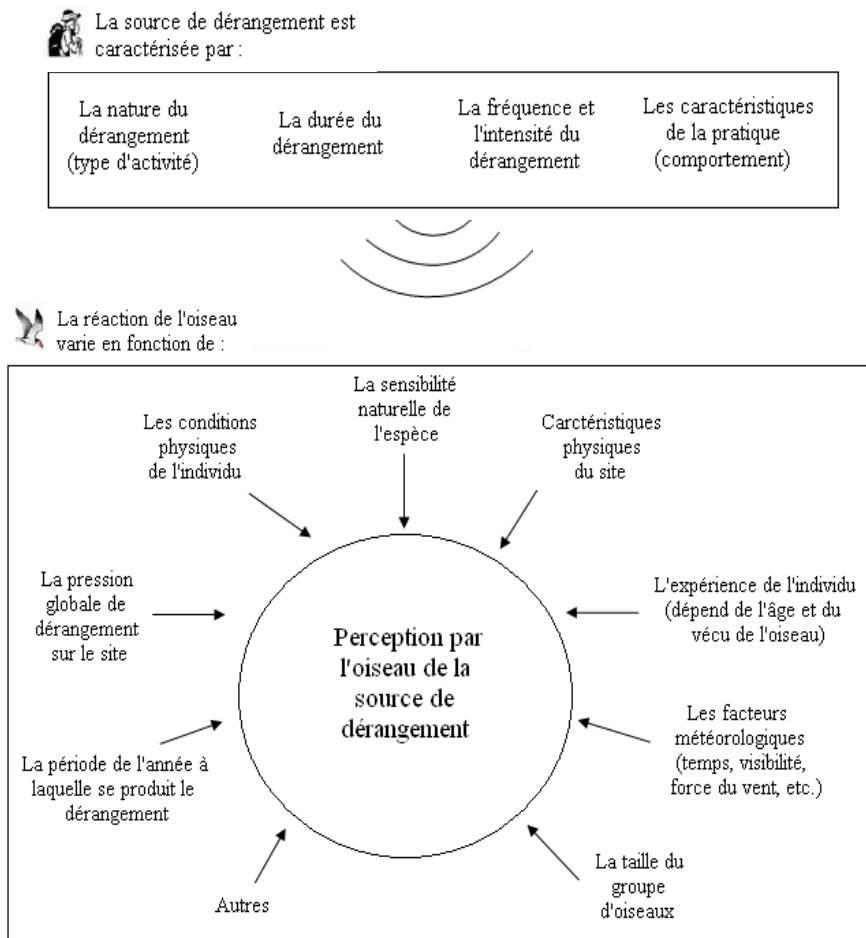 La source de dérangement est
caractérisée par :
La nature du
dérangement
(type d'activité)
La durée du
dérangement
La fréquence et
l'intensité du
dérangement
Les caractéristiques
de la pratique
(comportement)
La réaction de l'oiseau
varie en fonction de :
La sensibilité
naturelle de
l'espèce
Les conditions
physiques
de l'individu
Carctéristiques
physiques
du site
La pression
globale de
dérangement
sur le site
L'expérience de l'individu
(dépend de l'âge et du
vécu de l'oiseau)
Perception par
l'oiseau de la
source de
dérangement
La période de l'année à
laquelle se produit le
dérangement
Les facteurs
météorologiques
(temps, visibilité,
force du vent, etc.)
Autres
La taille du
groupe
d'oiseaux